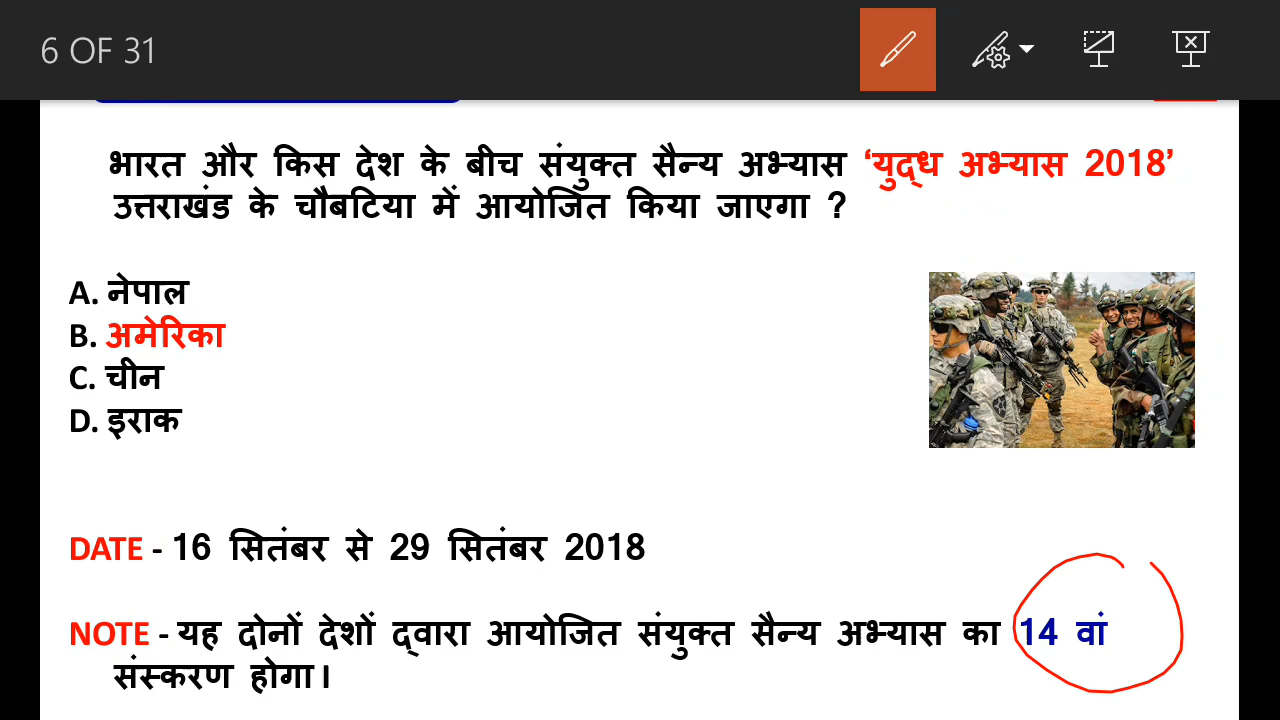 6 OF 31
भारत और किस देश के बीच संयुक्त सैन्य अभ्यास ‘युद्ध अभ्यास 2018’
उत्तराखंड के चौबटिया में आयोजित किया जाएगा ?
A. नेपाल
B. अमेरिका
C. चीन
D. इराक
DATE - 16 सितंबर से 29 सितंबर 2018
NOTE - यह दोनों देशों द्वारा आयोजित संयुक्त सैन्य अभ्यास का 14 वां
संस्करण होगा।